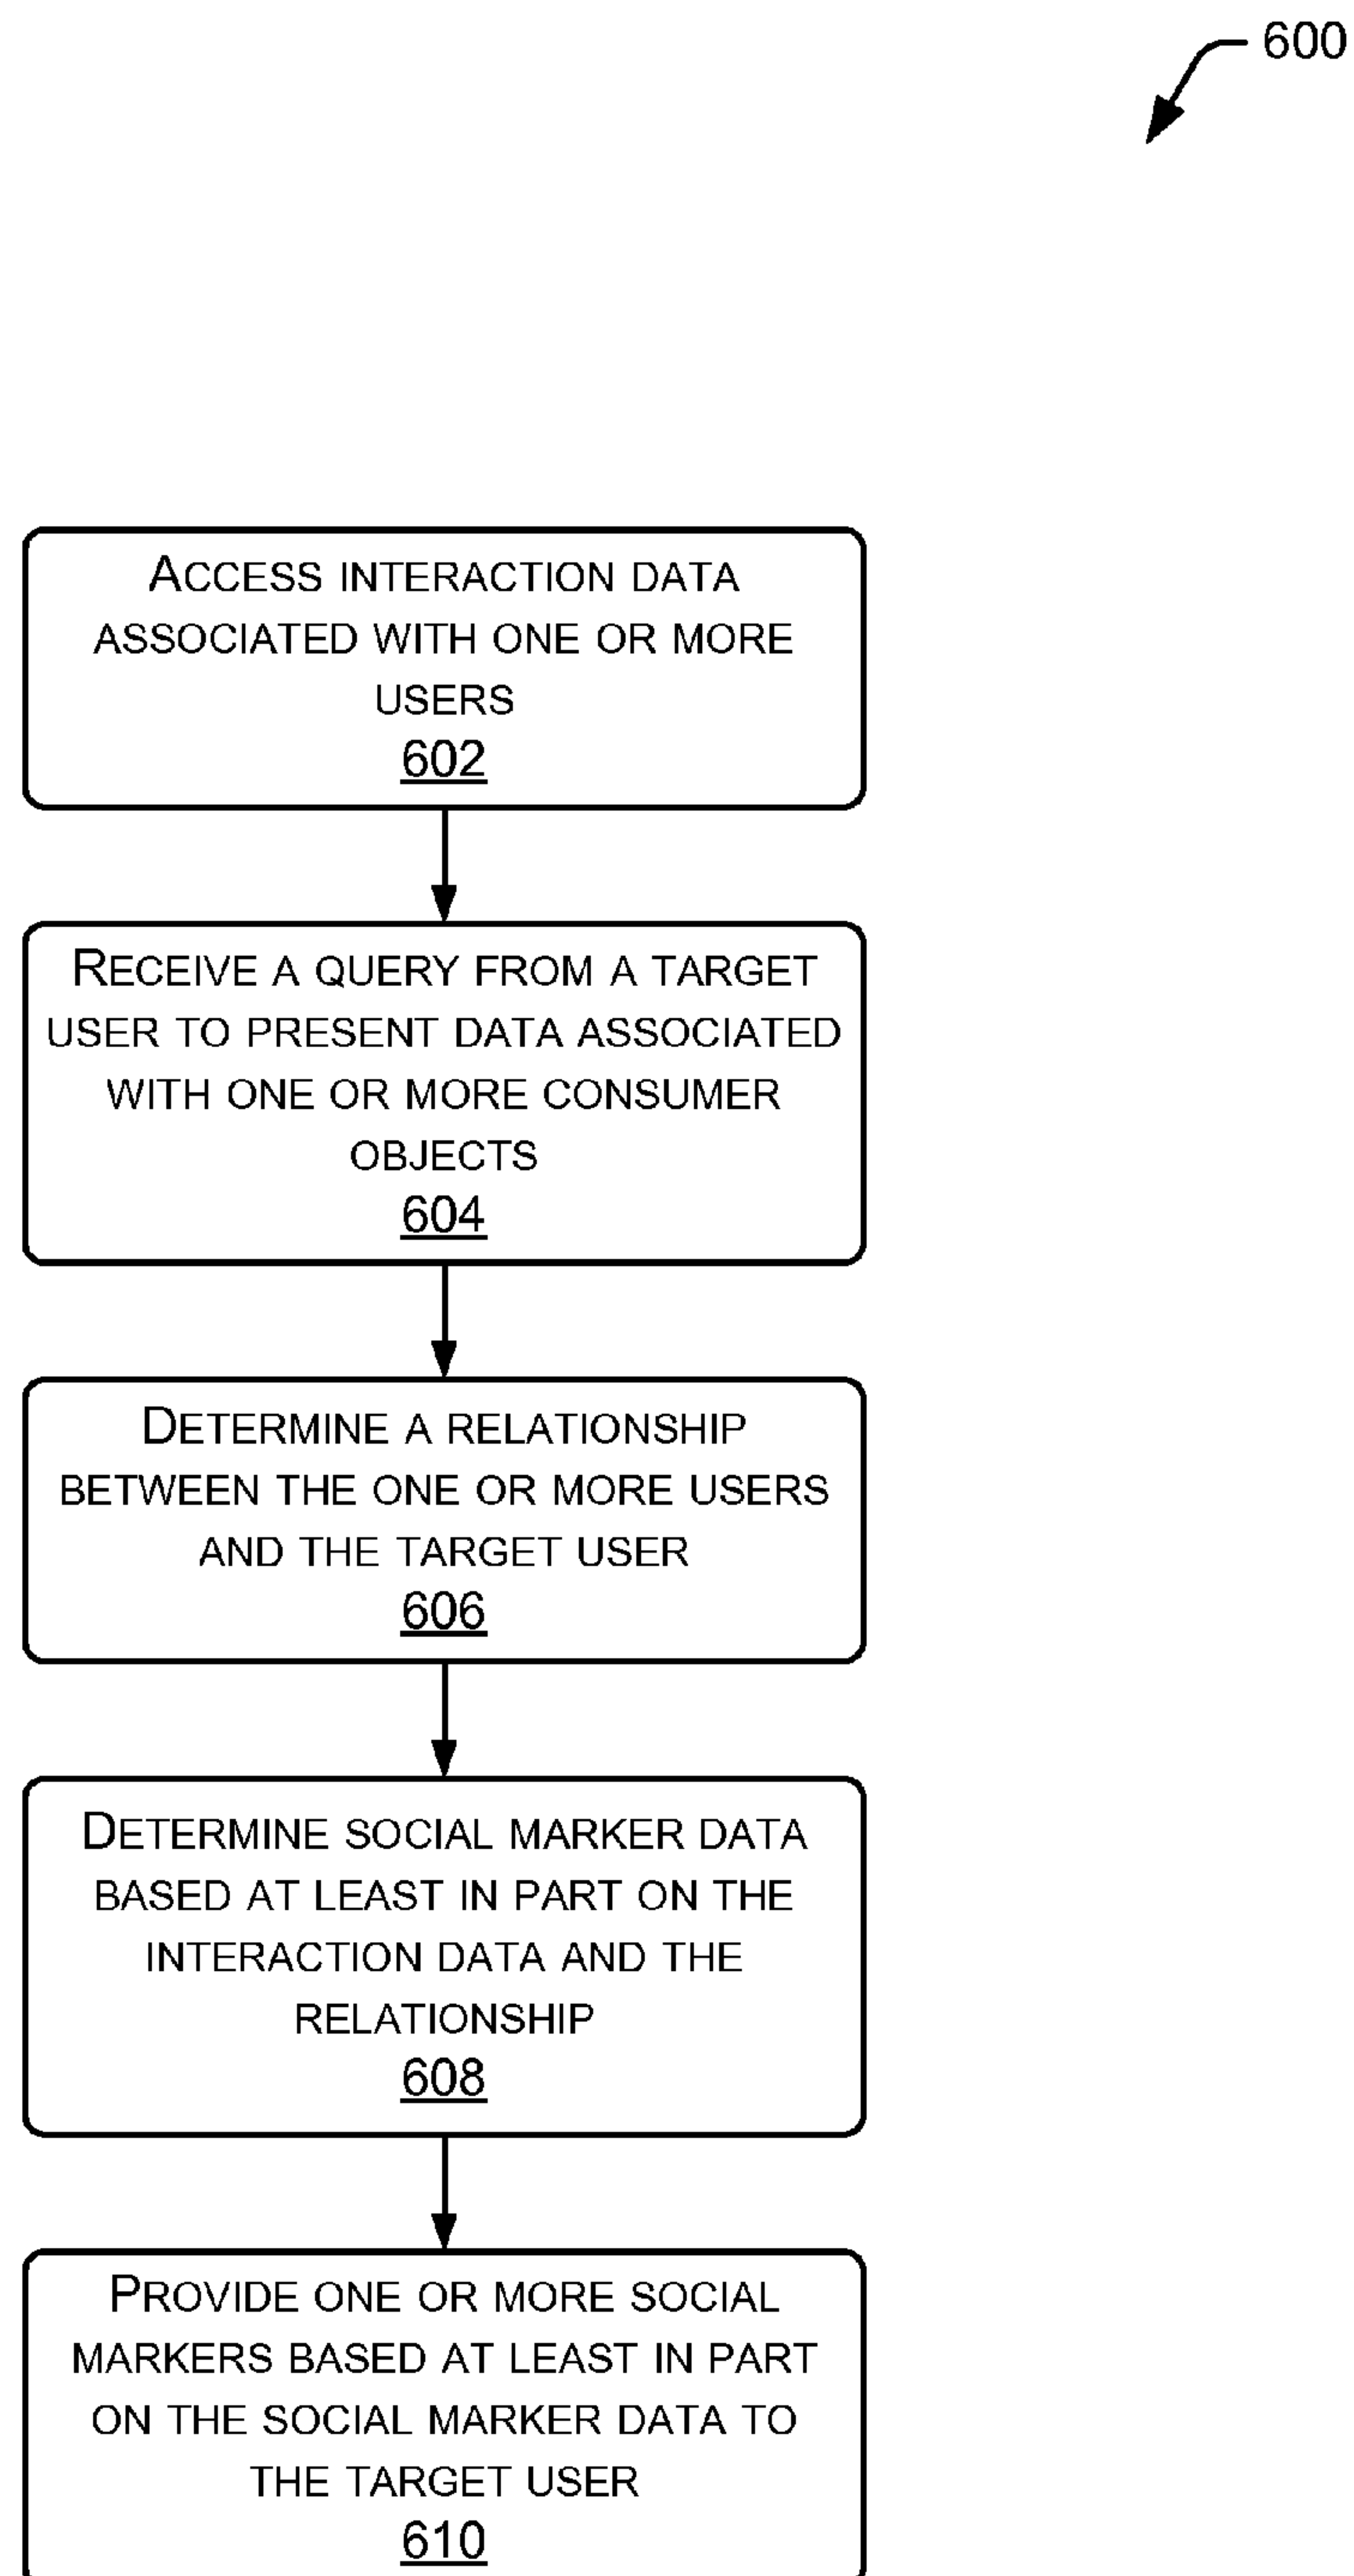 600
ACCESS INTERACTION DATA
ASSOCIATED WITH ONE OR MORE
USERS
602
RECEIVE A QUERY FROM A TARGET
USER TO PRESENT DATA ASSOCIATED
WITH ONE OR MORE CONSUMER
OBJECTS
604
DETERMINE A RELATIONSHIP
BETWEEN THE ONE OR MORE USERS
AND THE TARGET USER
606
DETERMINE SOCIAL MARKER DATA
BASED AT LEAST IN PART ON THE
INTERACTION DATA AND THE
RELATIONSHIP
608
PROVIDE ONE OR MORE SOCIAL
MARKERS BASED AT LEAST IN PART
ON THE SOCIAL MARKER DATA TO
THE TARGET USER
610